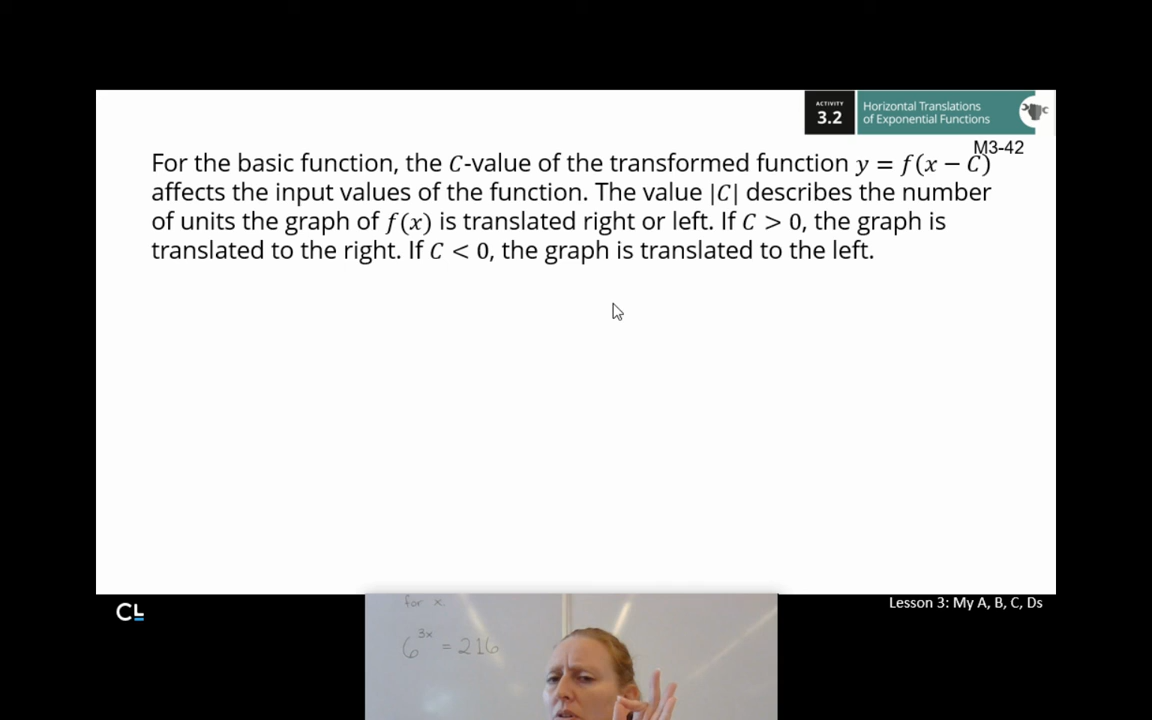 ACTIVITY
3.2
Horizontal Translations
of Exponential Functions
M3-42
For the basic function, the C-value of the transformed function y = f(x − C)
affects the input values of the function. The value |C| describes the number
of units the graph of f(x) is translated right or left. If C > 0, the graph is
translated to the right. If C < 0, the graph is translated to the left.
CL
Lesson 3: My A, B, C, Ds
for x.
6^{3x} = 216